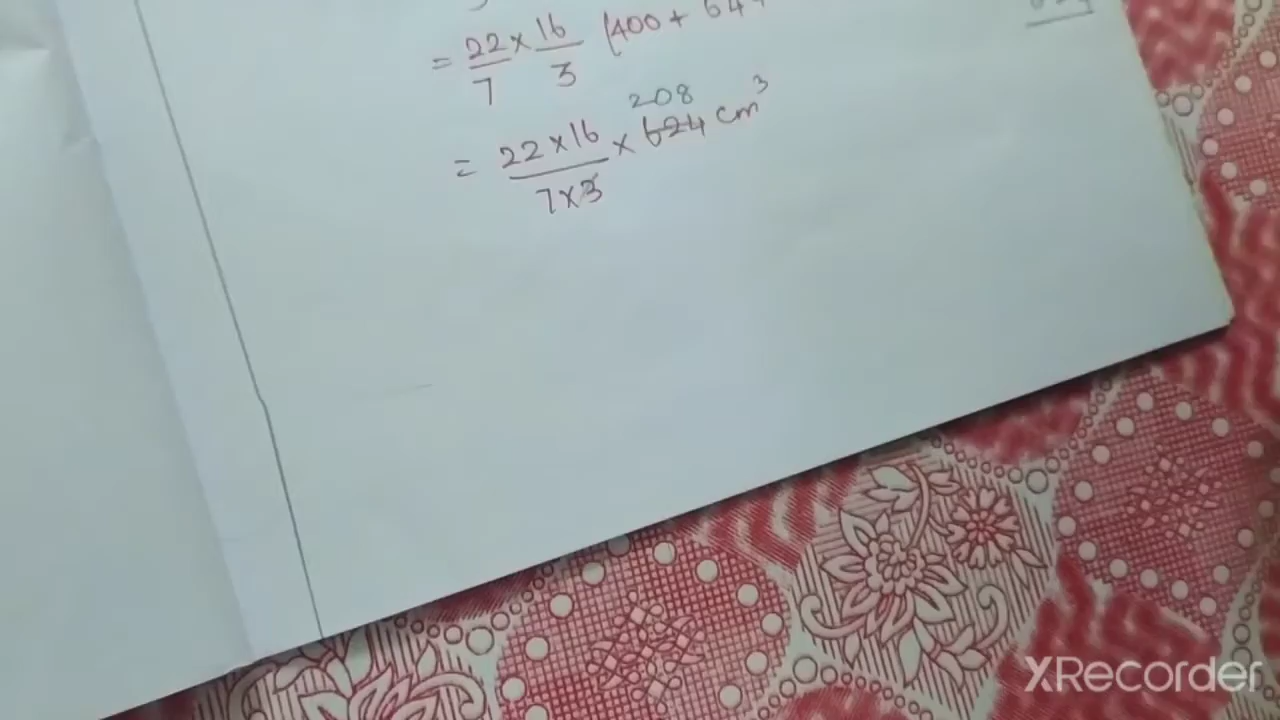 = 22/7 × 16/3 (400 + 64
= 22 × 16 / 7 × 3 × 624 cm³
208
XRecorder